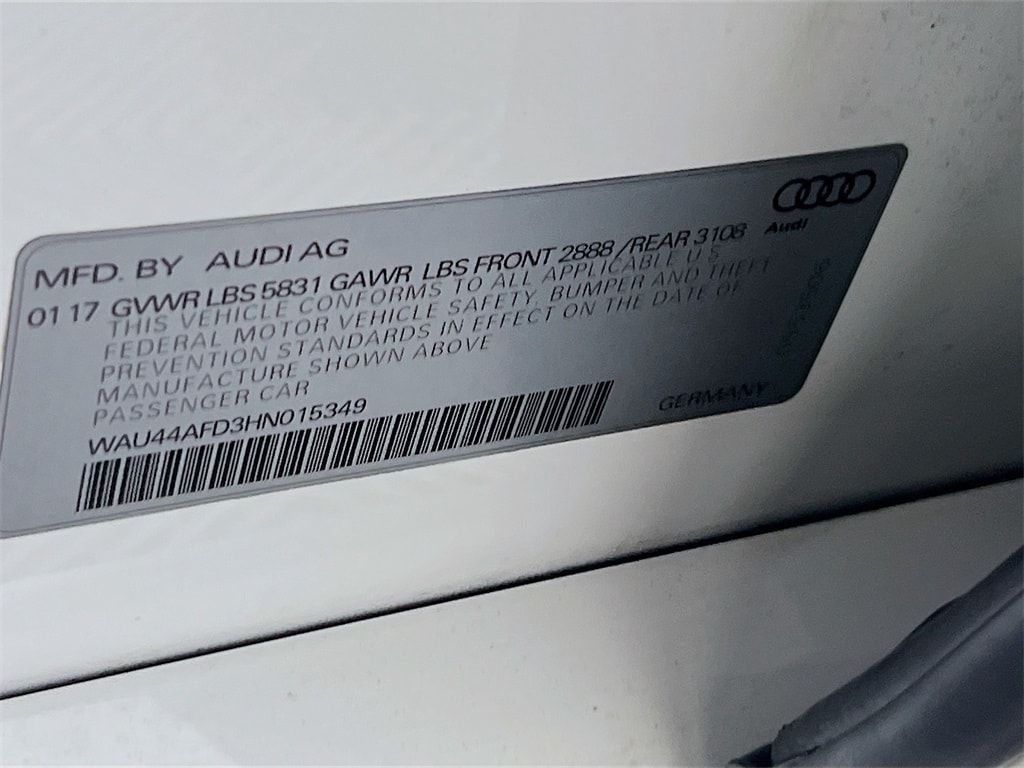 Audi
MFD. BY AUDI AG
01 17 GVWR LBS 5831 GAWR LBS FRONT 2888 /REAR 3108
THIS VEHICLE CONFORMS TO ALL APPLICABLE U S
FEDERAL MOTOR VEHICLE SAFETY, BUMPER AND THEFT
PREVENTION STANDARDS IN EFFECT ON THE DATE OF
MANUFACTURE SHOWN ABOVE
PASSENGER CAR
WAU44AFD3HN015349
GERMANY